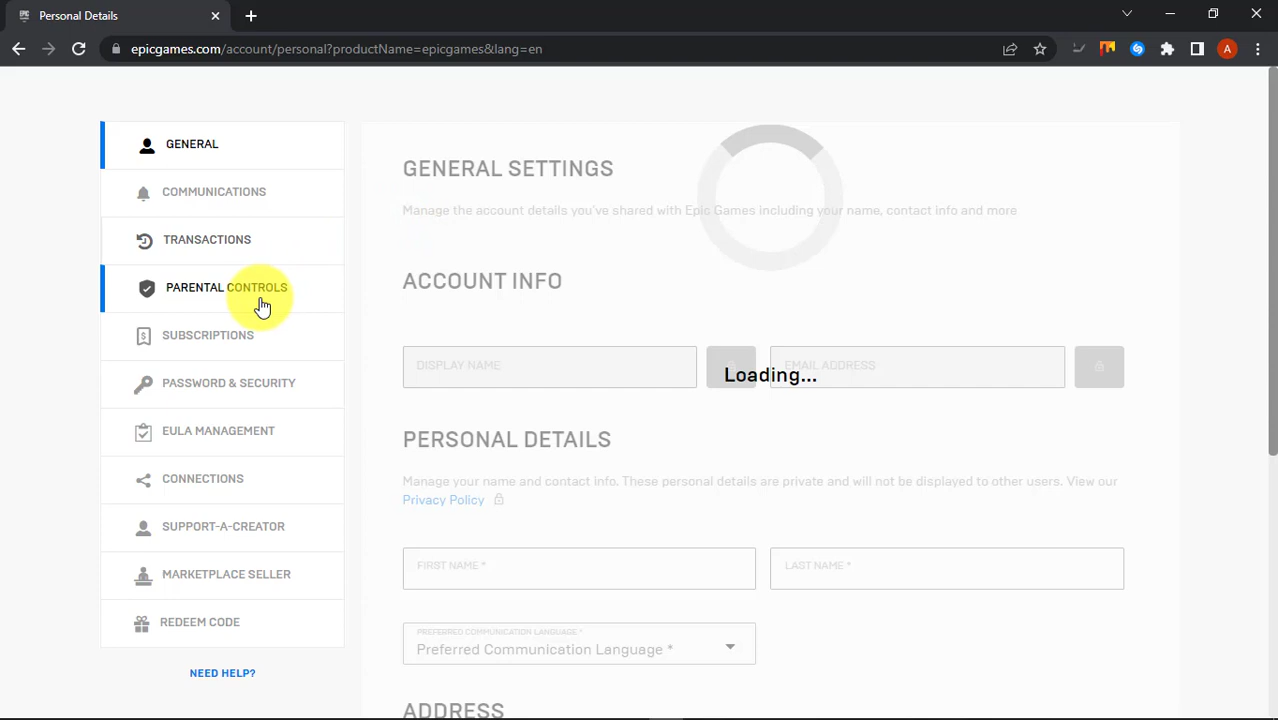 Personal Details
epicgames.com/account/personal?productName=epicgames&lang=en
A
GENERAL
COMMUNICATIONS
TRANSACTIONS
PARENTAL CONTROLS
SUBSCRIPTIONS
PASSWORD & SECURITY
EULA MANAGEMENT
CONNECTIONS
SUPPORT-A-CREATOR
MARKETPLACE SELLER
REDEEM CODE
NEED HELP?
GENERAL SETTINGS
Manage the account details you've shared with Epic Games including your name, contact info and more
ACCOUNT INFO
DISPLAY NAME
EMAIL ADDRESS
Loading...
PERSONAL DETAILS
Manage your name and contact info. These personal details are private and will not be displayed to other users. View our
Privacy Policy
FIRST NAME *
LAST NAME *
PREFERRED COMMUNICATION LANGUAGE *
Preferred Communication Language *
ADDRESS